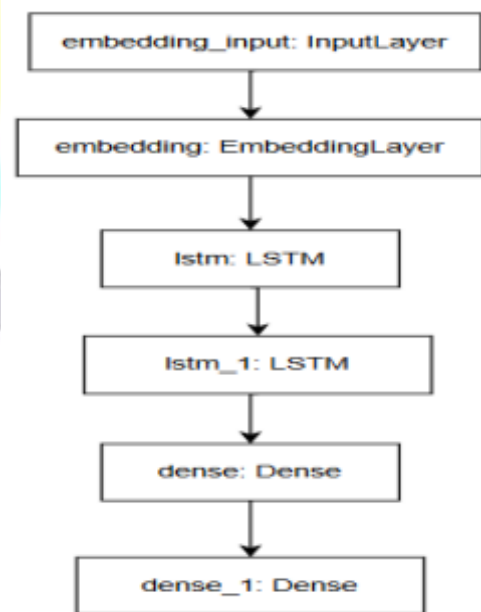 embedding_input: InputLayer
embedding: EmbeddingLayer
lstm: LSTM
lstm_1: LSTM
dense: Dense
dense_1: Dense